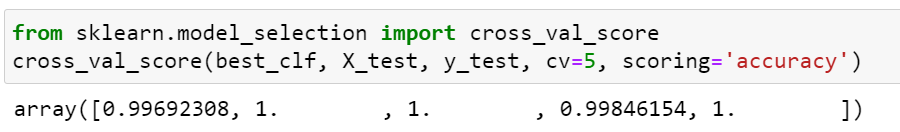 from sklearn.model_selection import cross_val_score
cross_val_score(best_clf, X_test, y_test, cv=5, scoring='accuracy')
array([0.99692308, 1.        , 1.        , 0.99846154, 1.        ])